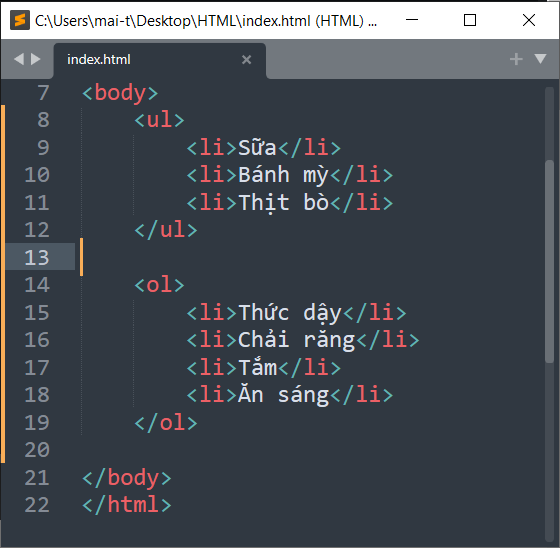 C:\Users\mai-t\Desktop\HTML\index.html (HTML) ...
index.html
7 <body>
8 <ul>
9 <li>Sữa</li>
10 <li>Bánh mỳ</li>
11 <li>Thịt bò</li>
12 </ul>
13
14 <ol>
15 <li>Thức dậy</li>
16 <li>Chải răng</li>
17 <li>Tắm</li>
18 <li>Ăn sáng</li>
19 </ol>
20
21 </body>
22 </html>